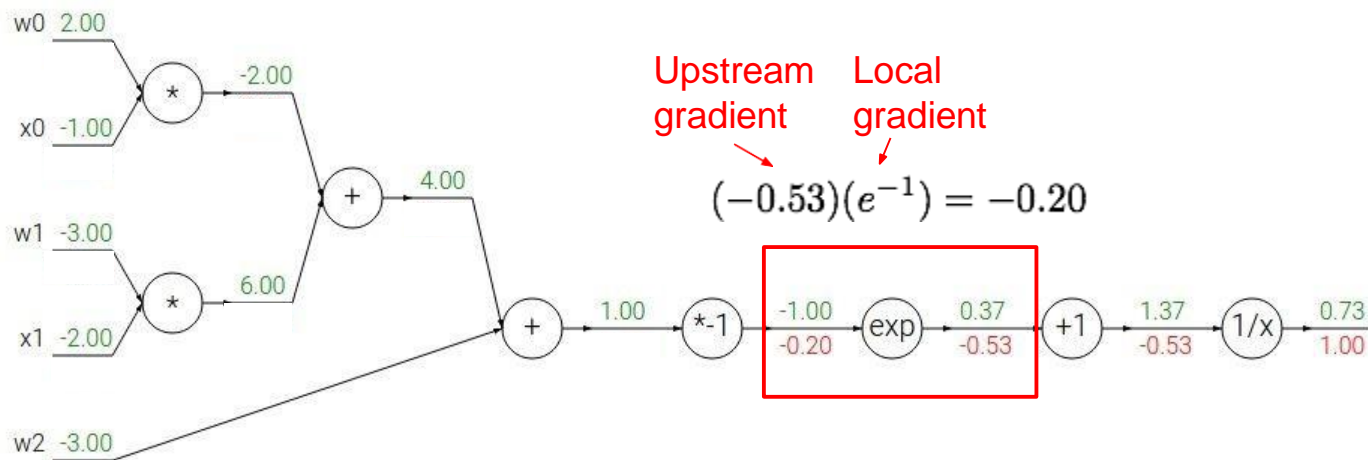 w0 2.00
-2.00
*
x0 -1.00
Upstream gradient
Local gradient
4.00
+
(−0.53)(e^{−1}) = −0.20
w1 -3.00
6.00
*
x1 -2.00
+
1.00
*-1
-1.00
-0.20
exp
0.37
-0.53
+1
1.37
-0.53
1/x
0.73
1.00
w2 -3.00